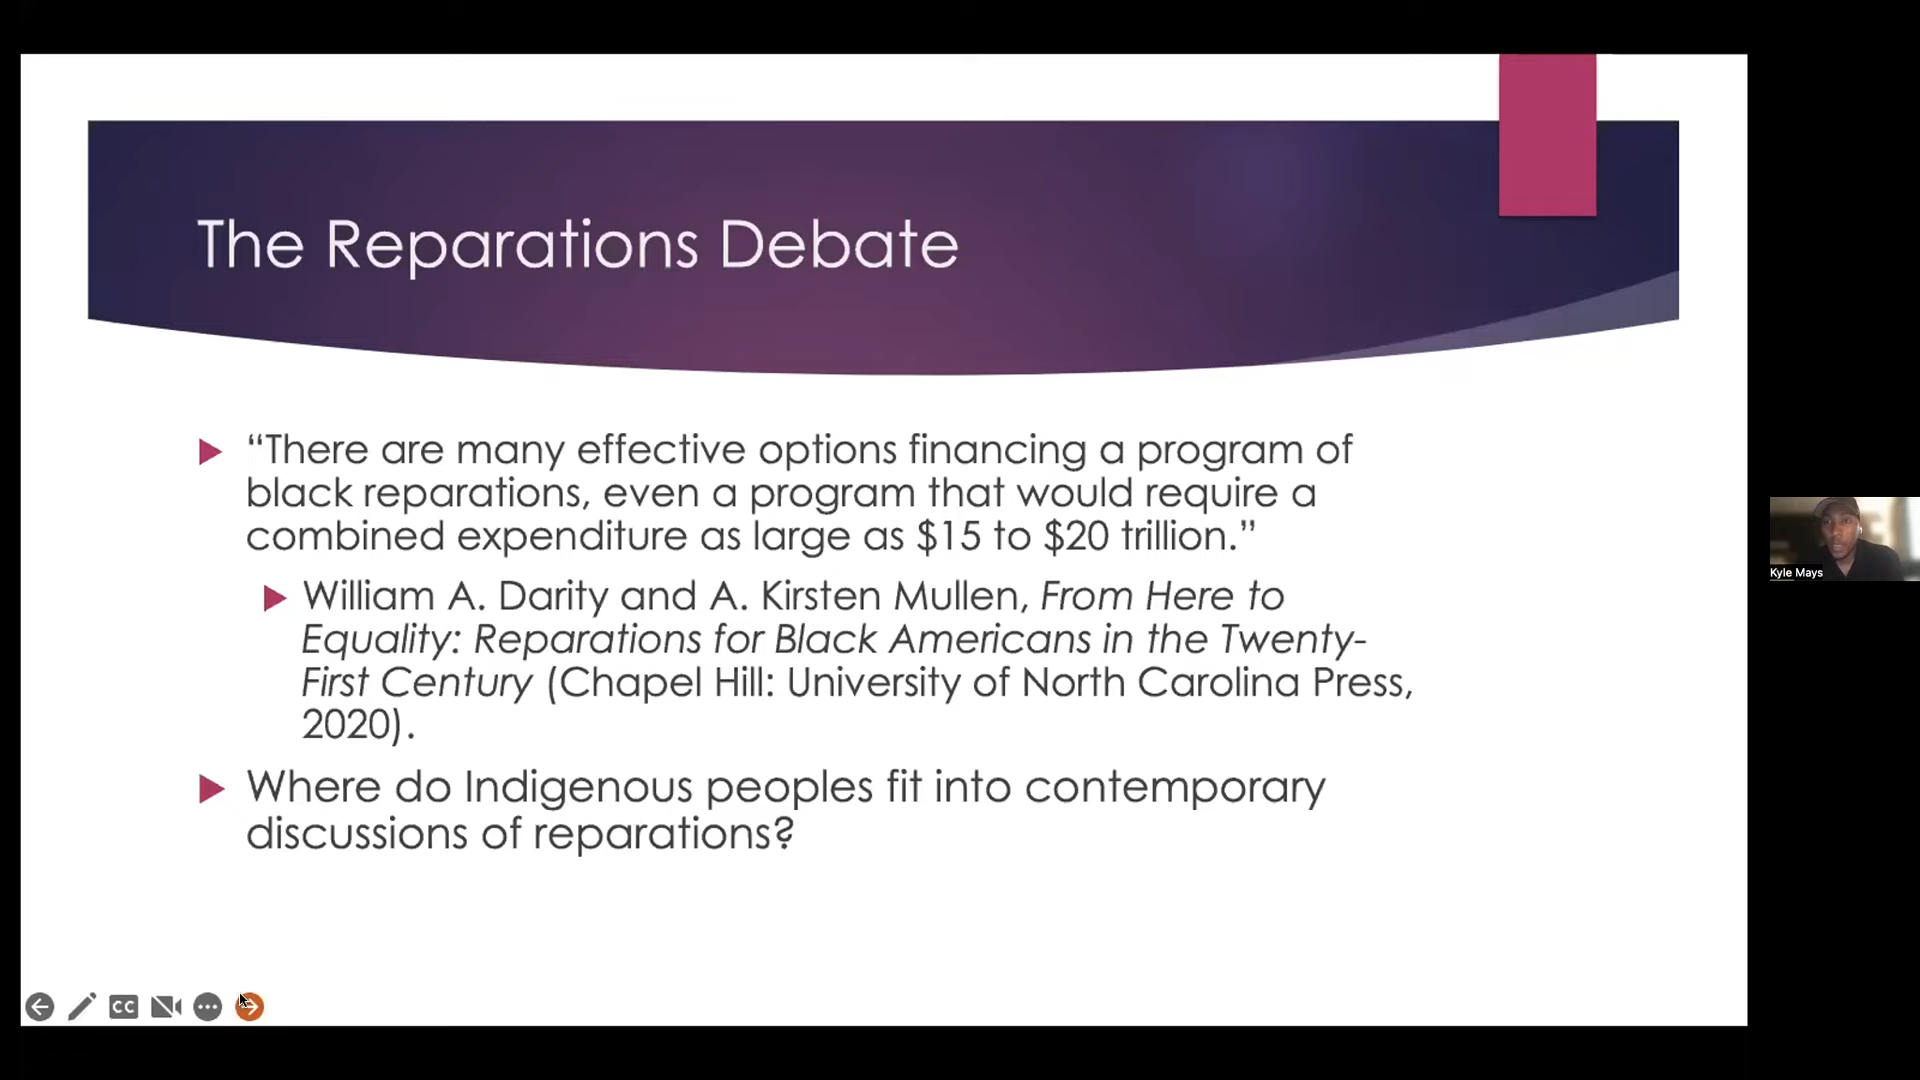 The Reparations Debate
“There are many effective options financing a program of
black reparations, even a program that would require a
combined expenditure as large as $15 to $20 trillion.”
William A. Darity and A. Kirsten Mullen, From Here to
Equality: Reparations for Black Americans in the Twenty-
First Century (Chapel Hill: University of North Carolina Press,
2020).
Where do Indigenous peoples fit into contemporary
discussions of reparations?
Kyle Mays
CC